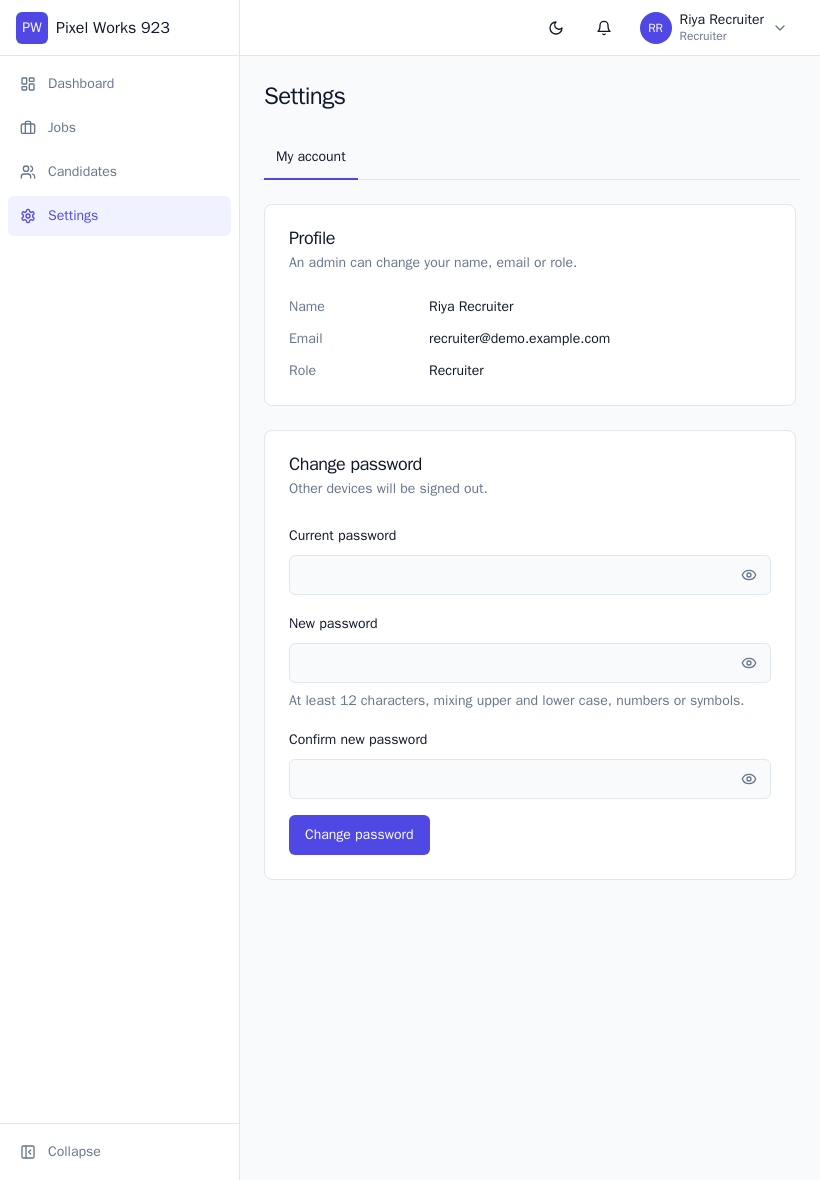 PW Pixel Works 923
RR Riya Recruiter
Recruiter
Dashboard
Jobs
Candidates
Settings
Collapse
Settings
My account
Profile
An admin can change your name, email or role.
Name Riya Recruiter
Email recruiter@demo.example.com
Role Recruiter
Change password
Other devices will be signed out.
Current password
New password
At least 12 characters, mixing upper and lower case, numbers or symbols.
Confirm new password
Change password